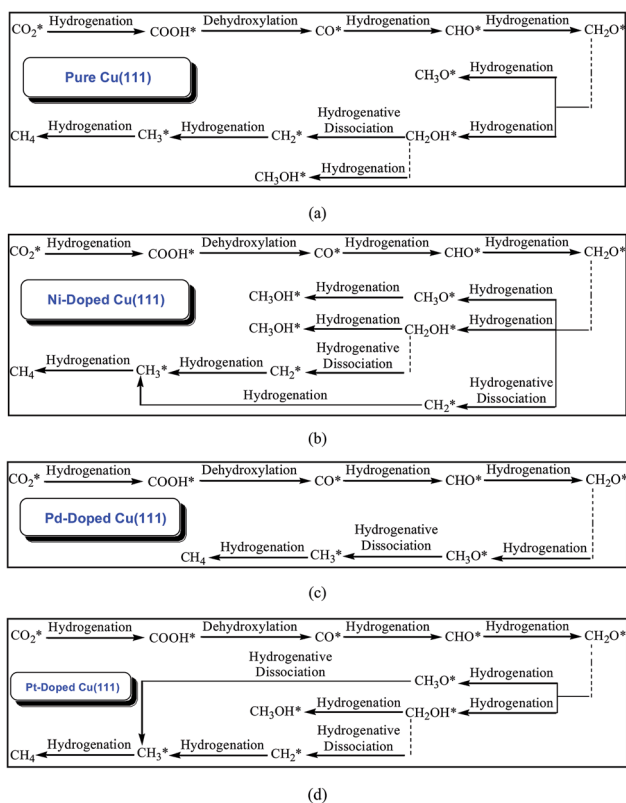 Hydrogenation Dehydroxylation Hydrogenation Hydrogenation
CO2* COOH* CO* CHO* CH2O*
Pure Cu(111)
Hydrogenation
CH3O*
Hydrogenative
Dissociation
Hydrogenation Hydrogenation Hydrogenation
CH4 CH3* CH2* CH2OH*
Hydrogenation
CH3OH*
(a)
Hydrogenation Dehydroxylation Hydrogenation Hydrogenation
CO2* COOH* CO* CHO* CH2O*
Ni-Doped Cu(111)
Hydrogenation Hydrogenation
CH3OH* CH3O*
Hydrogenation Hydrogenation
CH3OH* CH2OH*
Hydrogenation Hydrogenation Hydrogenative
Dissociation
CH4 CH3* CH2*
Hydrogenation Hydrogenative
Dissociation
CH2*
(b)
Hydrogenation Dehydroxylation Hydrogenation Hydrogenation
CO2* COOH* CO* CHO* CH2O*
Pd-Doped Cu(111)
Hydrogenative
Dissociation
Hydrogenation Hydrogenation
CH4 CH3* CH3O*
(c)
Hydrogenation Dehydroxylation Hydrogenation Hydrogenation
CO2* COOH* CO* CHO* CH2O*
Hydrogenative
Dissociation
Hydrogenation
CH3O*
Pt-Doped Cu(111)
Hydrogenation Hydrogenation
CH3OH* CH2OH*
Hydrogenative
Dissociation
Hydrogenation Hydrogenation
CH4 CH3* CH2*
(d)